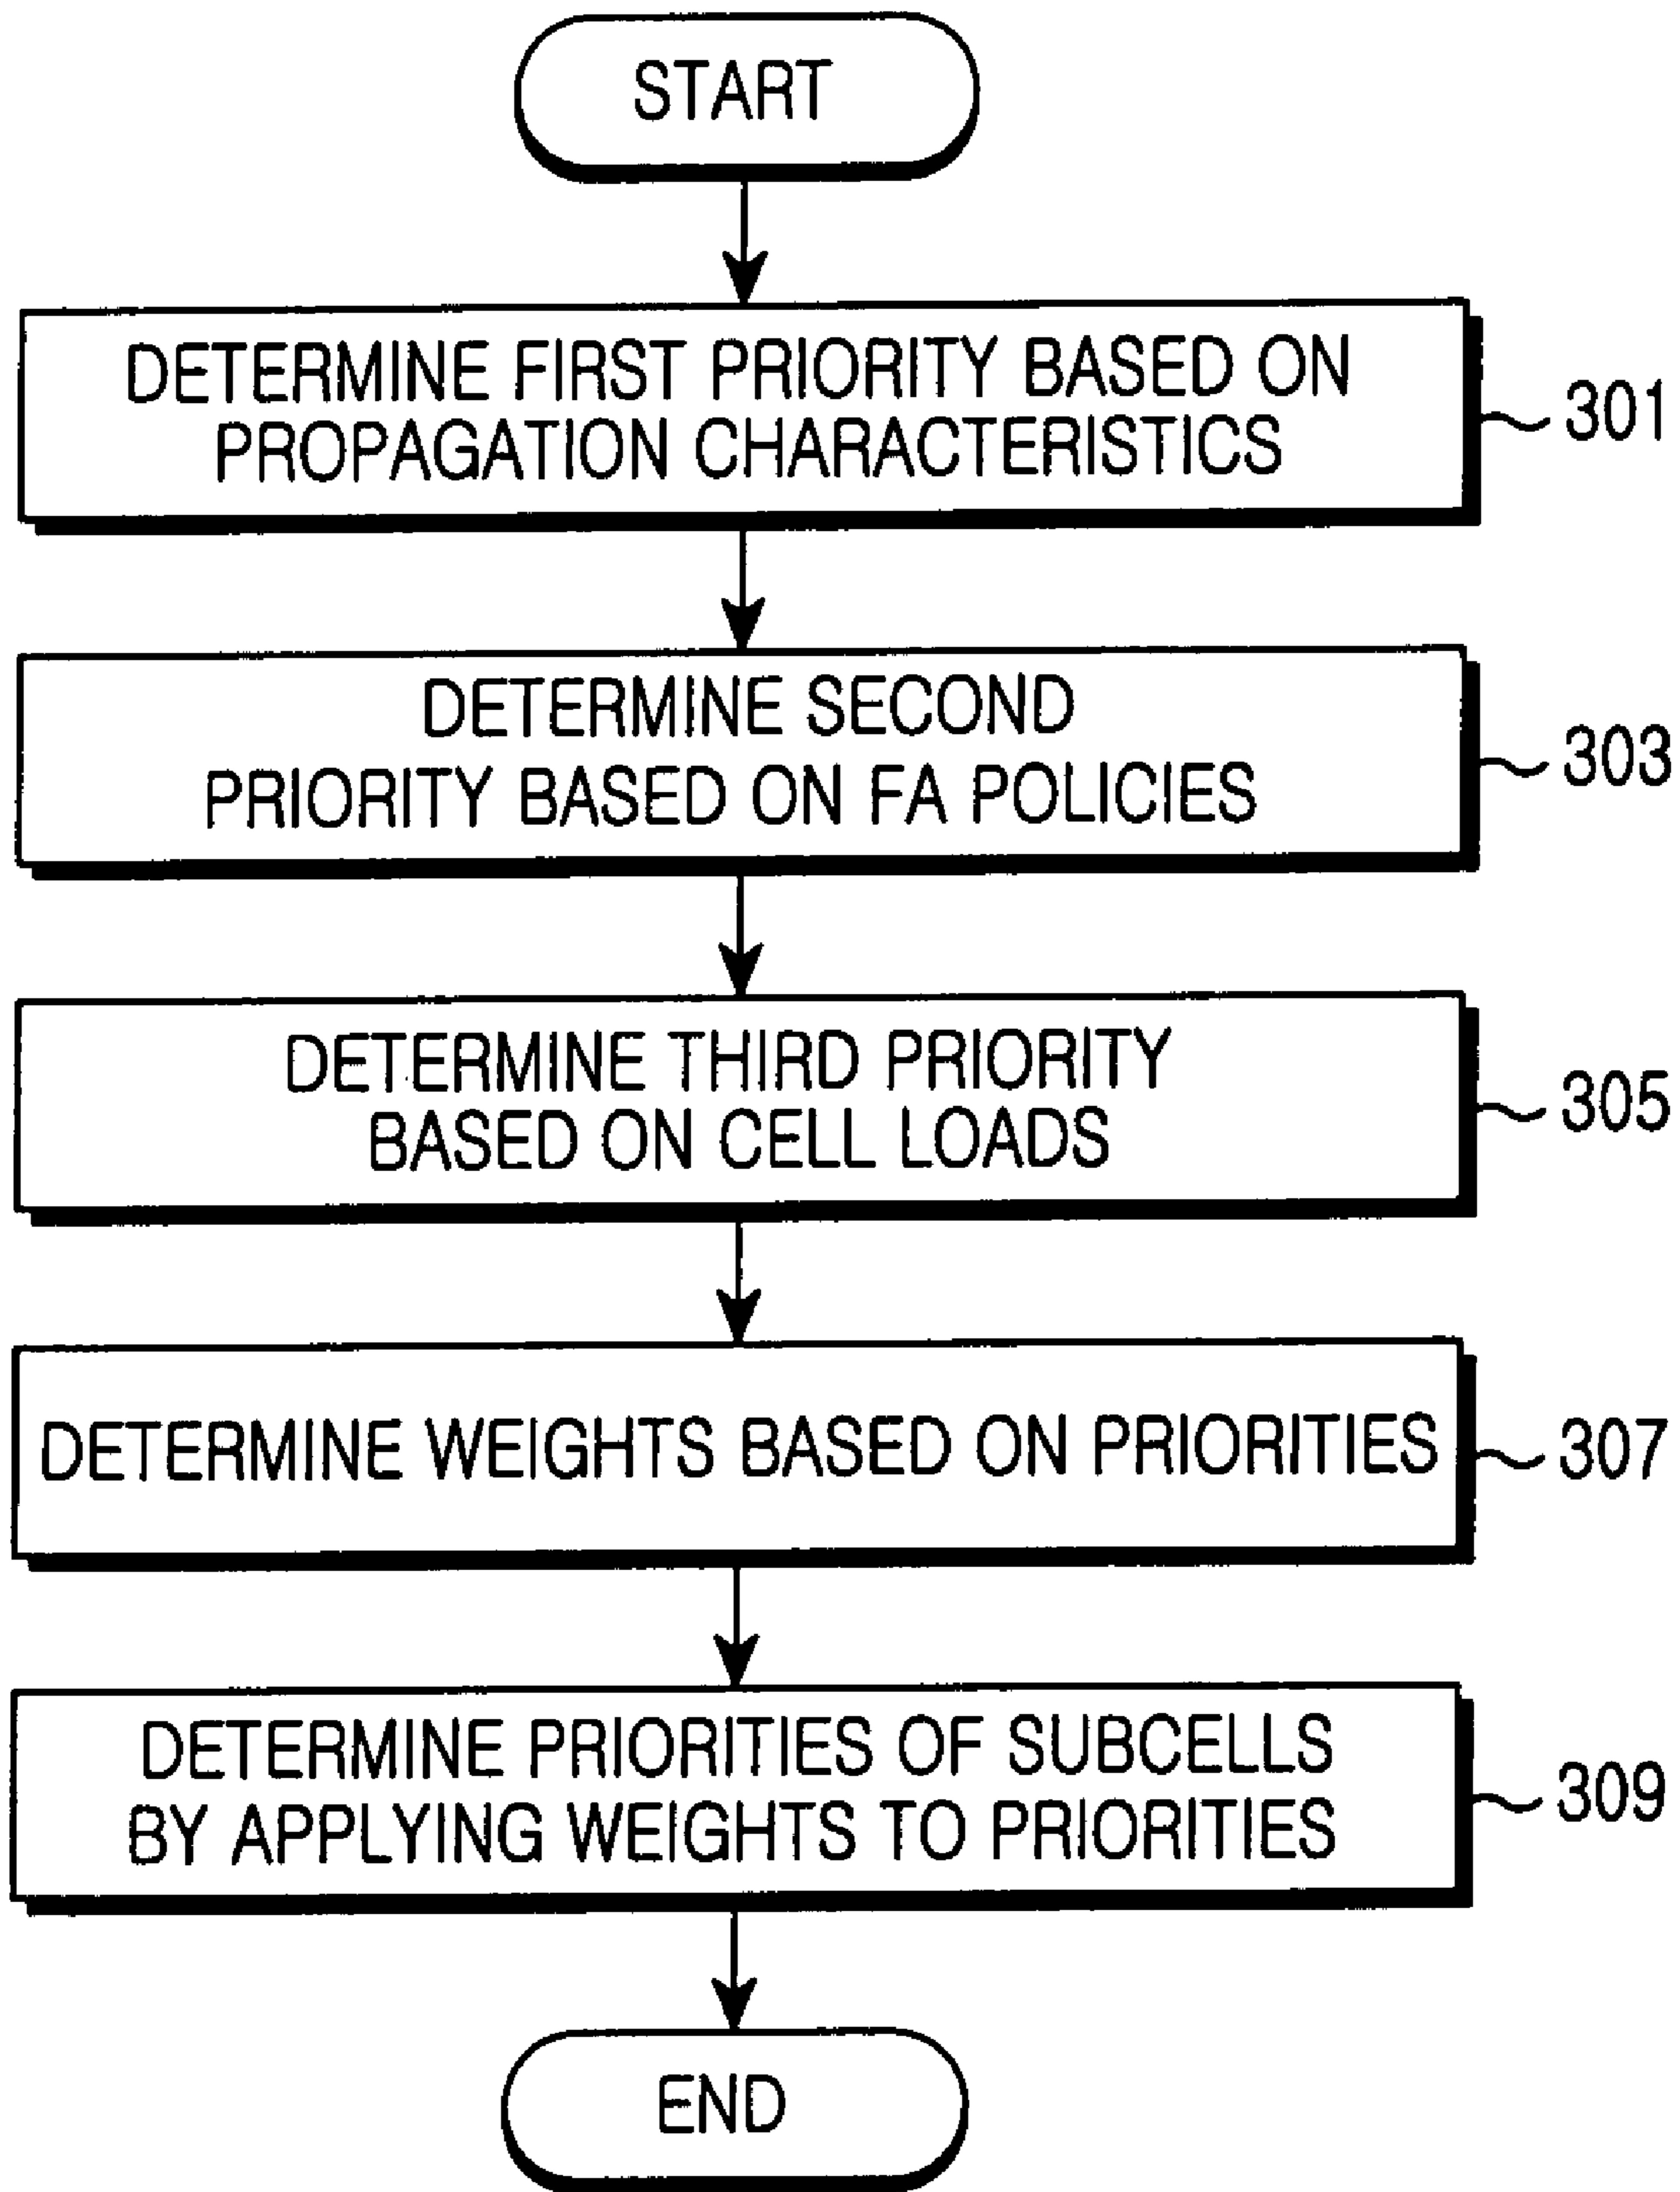 START
DETERMINE FIRST PRIORITY BASED ON
PROPAGATION CHARACTERISTICS
301
DETERMINE SECOND
PRIORITY BASED ON FA POLICIES
303
DETERMINE THIRD PRIORITY
BASED ON CELL LOADS
305
DETERMINE WEIGHTS BASED ON PRIORITIES
307
DETERMINE PRIORITIES OF SUBCELLS
BY APPLYING WEIGHTS TO PRIORITIES
309
END